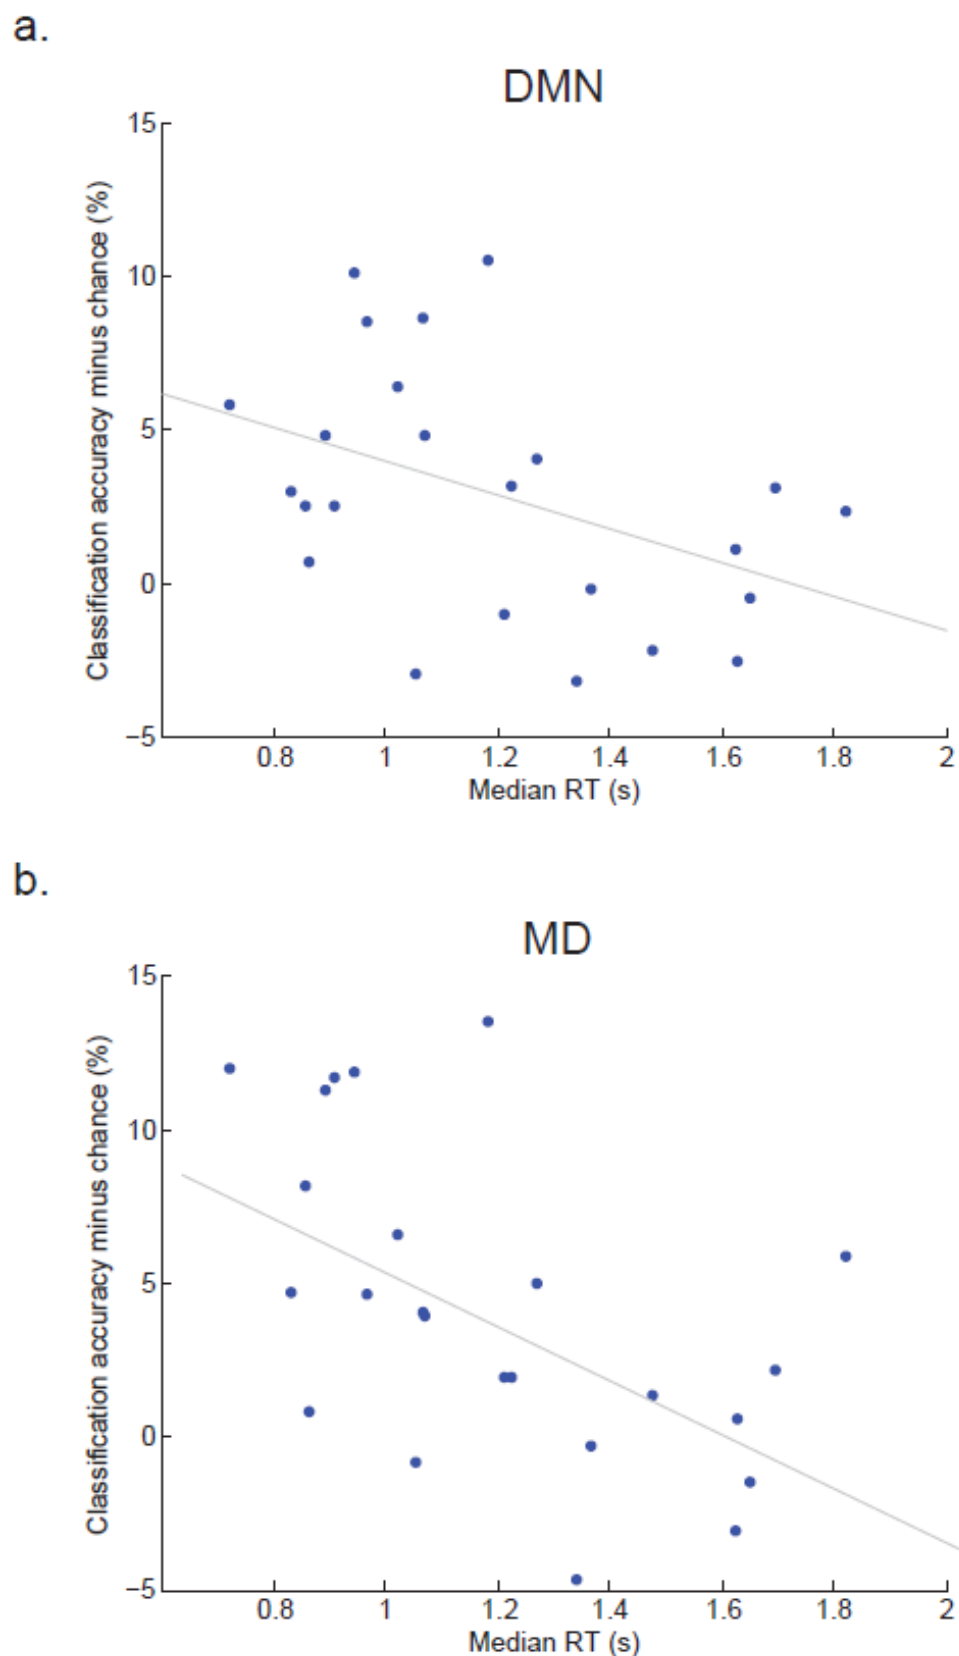 a.
DMN
Classification accuracy minus chance (%)
15
10
5
0
−5
0.8 1 1.2 1.4 1.6 1.8 2
Median RT (s)
b.
MD
Classification accuracy minus chance (%)
15
10
5
0
−5
0.8 1 1.2 1.4 1.6 1.8 2
Median RT (s)